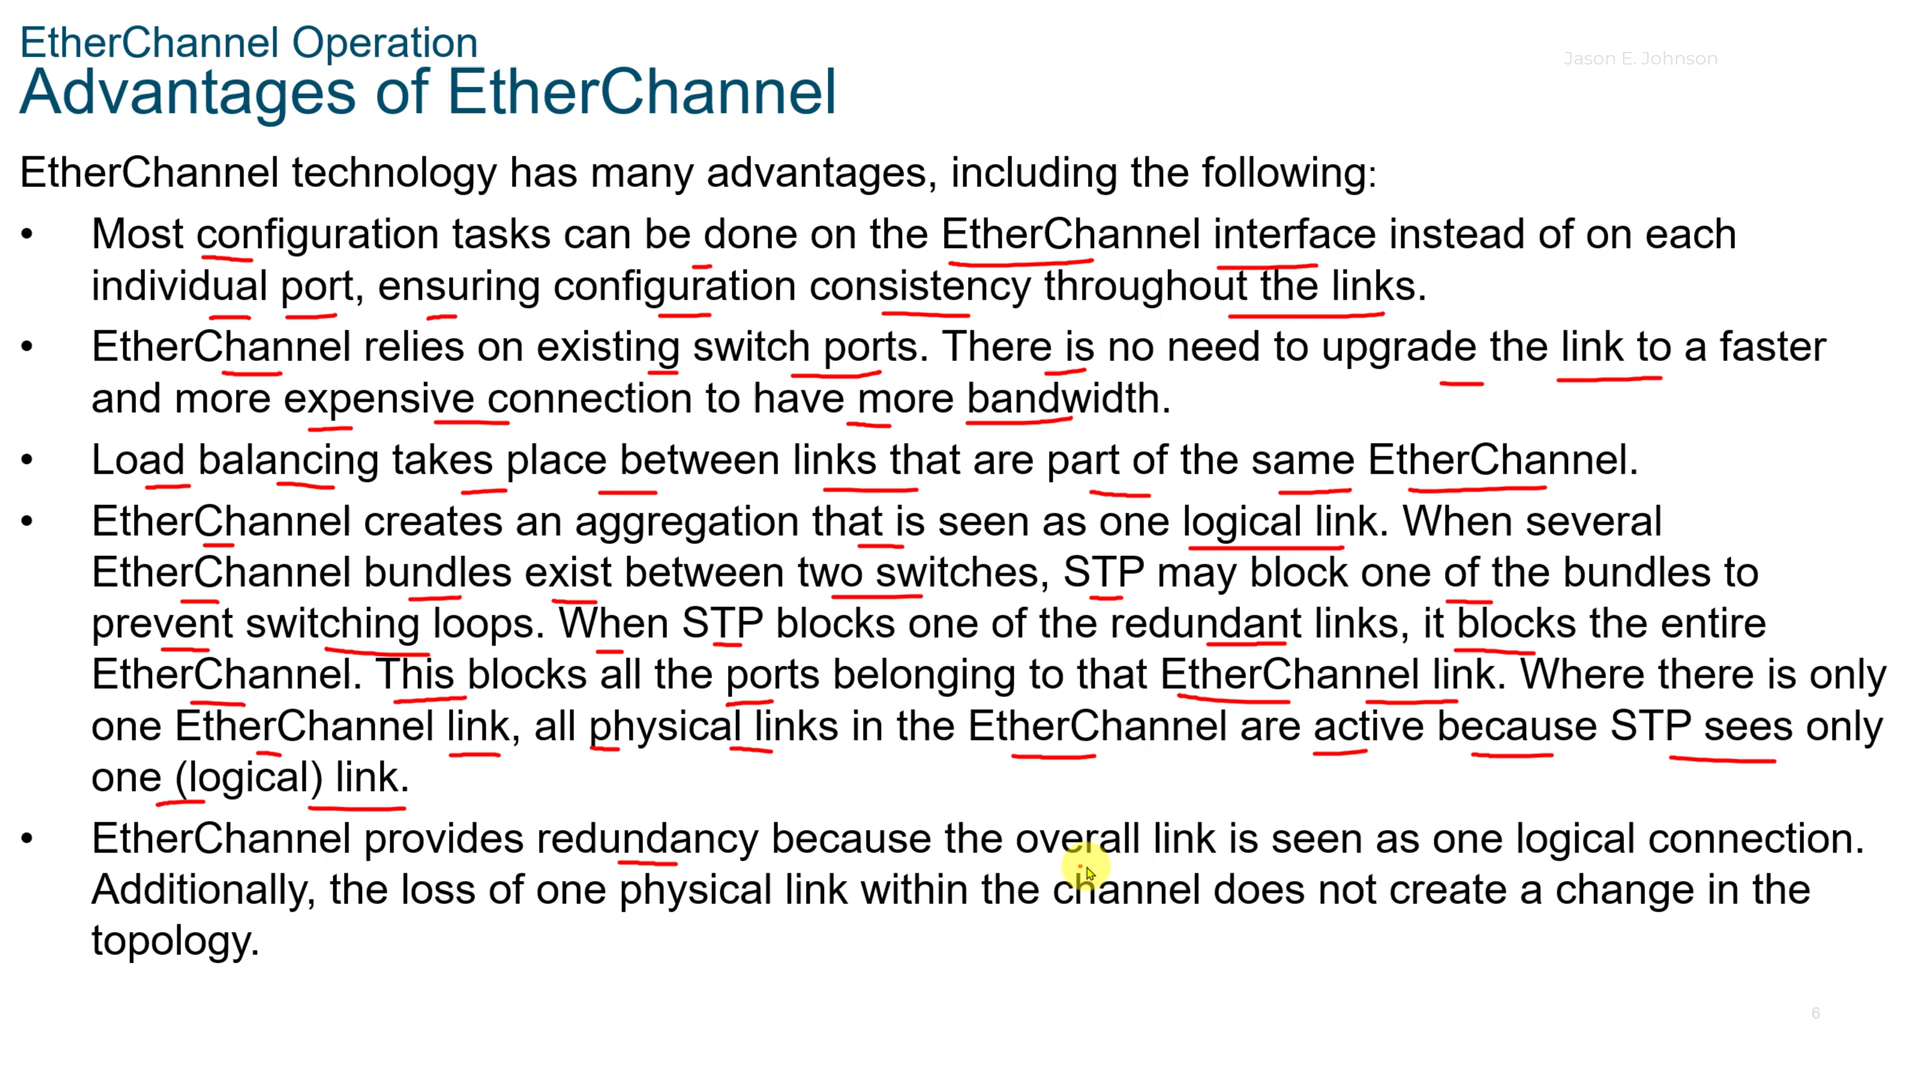 EtherChannel Operation
Jason E. Johnson
Advantages of EtherChannel
EtherChannel technology has many advantages, including the following:
• Most configuration tasks can be done on the EtherChannel interface instead of on each
individual port, ensuring configuration consistency throughout the links.
• EtherChannel relies on existing switch ports. There is no need to upgrade the link to a faster
and more expensive connection to have more bandwidth.
• Load balancing takes place between links that are part of the same EtherChannel.
• EtherChannel creates an aggregation that is seen as one logical link. When several
EtherChannel bundles exist between two switches, STP may block one of the bundles to
prevent switching loops. When STP blocks one of the redundant links, it blocks the entire
EtherChannel. This blocks all the ports belonging to that EtherChannel link. Where there is only
one EtherChannel link, all physical links in the EtherChannel are active because STP sees only
one (logical) link.
• EtherChannel provides redundancy because the overall link is seen as one logical connection.
Additionally, the loss of one physical link within the channel does not create a change in the
topology.
6